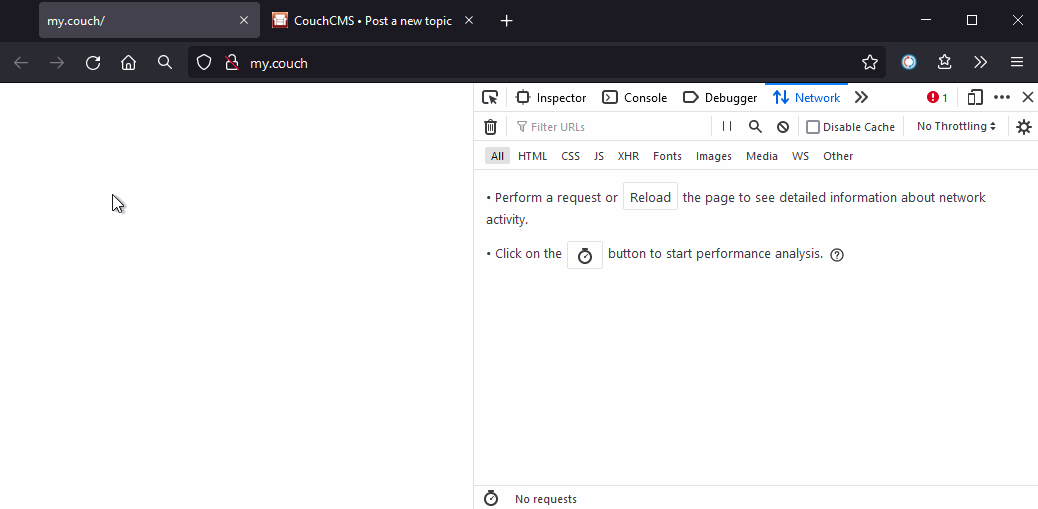 my.couch/
CouchCMS • Post a new topic
my.couch
Inspector Console Debugger Network 1
Filter URLs Disable Cache No Throttling
All HTML CSS JS XHR Fonts Images Media WS Other
• Perform a request or Reload the page to see detailed information about network
activity.
• Click on the button to start performance analysis.
No requests